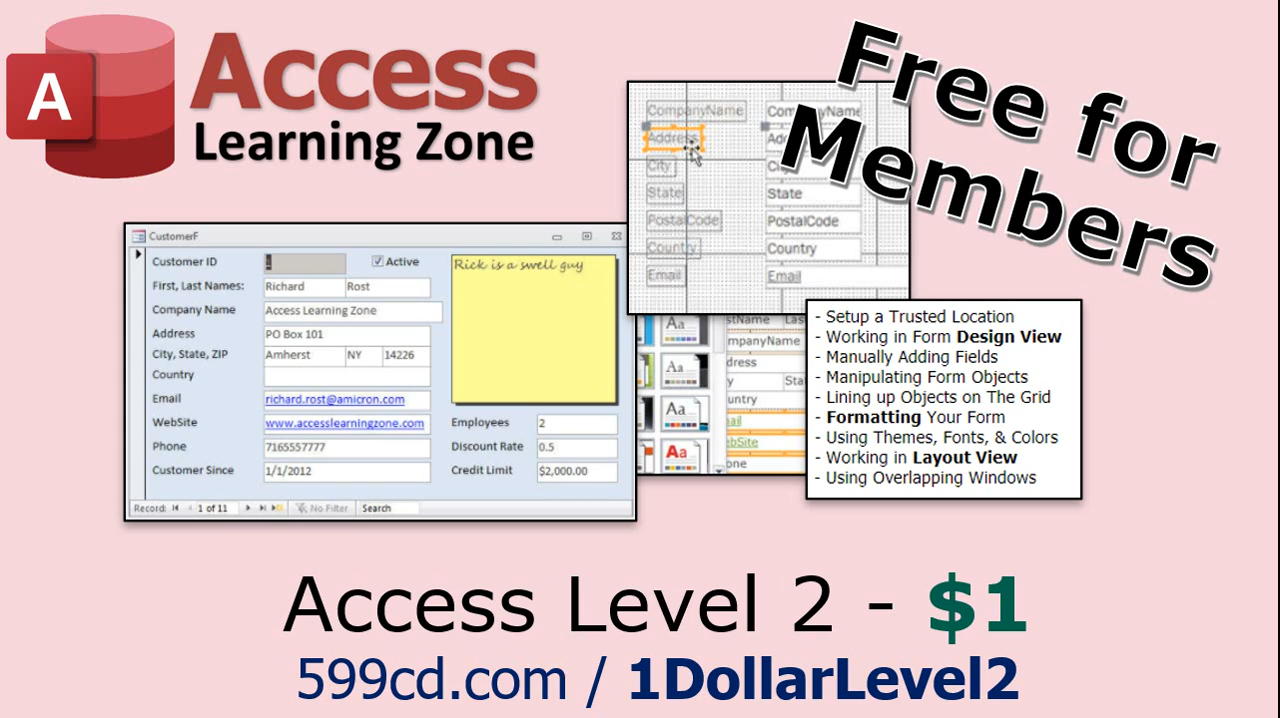 A
Access
Learning Zone
Free for
Members
CompanyName CompanyName
Address
City
State State
PostalCode PostalCode
Country Country
Email Email
CustomerF
Customer ID Active
First, Last Names: Richard Rost
Company Name Access Learning Zone
Address PO Box 101
City, State, ZIP Amherst NY 14226
Country
Email richard.rost@amicron.com
WebSite www.accesslearningzone.com
Phone 7165557777
Customer Since 1/1/2012
Rick is a swell guy
Employees 2
Discount Rate 0.5
Credit Limit $2,000.00
Record: 1 of 11 No Filter Search
Aa
Aa
Aa
Aa
- Setup a Trusted Location
- Working in Form Design View
- Manually Adding Fields
- Manipulating Form Objects
- Lining up Objects on The Grid
- Formatting Your Form
- Using Themes, Fonts, & Colors
- Working in Layout View
- Using Overlapping Windows
Access Level 2 - $1
599cd.com / 1DollarLevel2